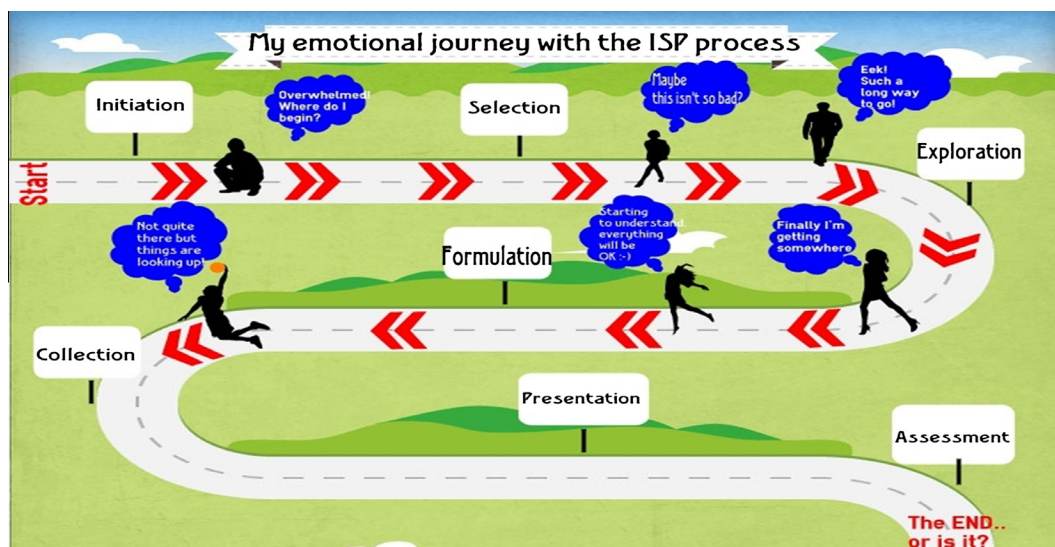 My emotional journey with the ISP process
Initiation
Overwhelmed!
Where do I
begin?
Selection
Maybe
this isn't so bad?
Eek!
Such a
long way
to go!
Exploration
Start
Not quite
there but
things are
looking up!
Formulation
Starting
to understand,
everything
will be
OK :-)
Finally I'm
getting
somewhere
Collection
Presentation
Assessment
The END..
or is it?